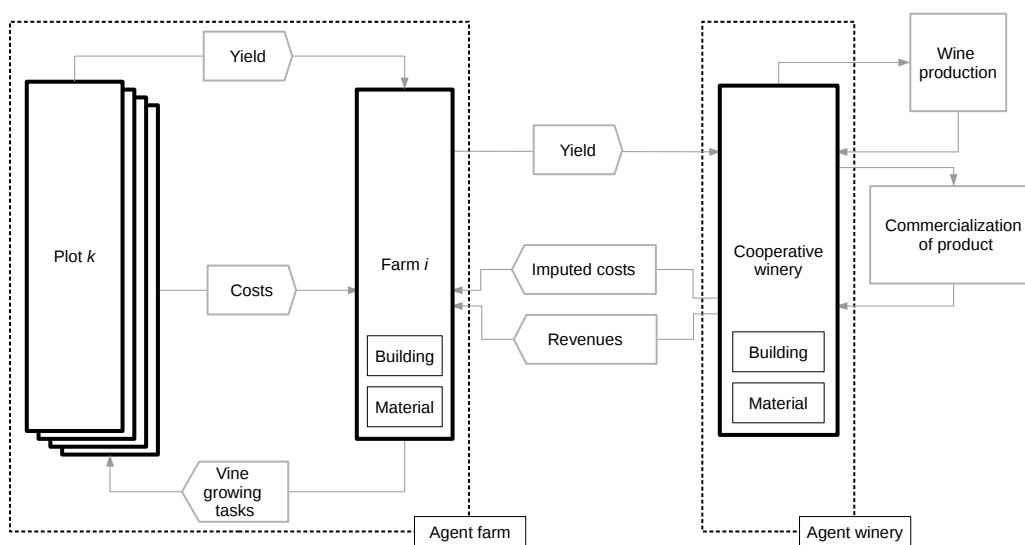 Yield
Wine
production
Yield
Plot k
Farm i
Cooperative
winery
Commercialization
of product
Costs
Imputed costs
Revenues
Building
Material
Building
Material
Vine
growing
tasks
Agent farm
Agent winery